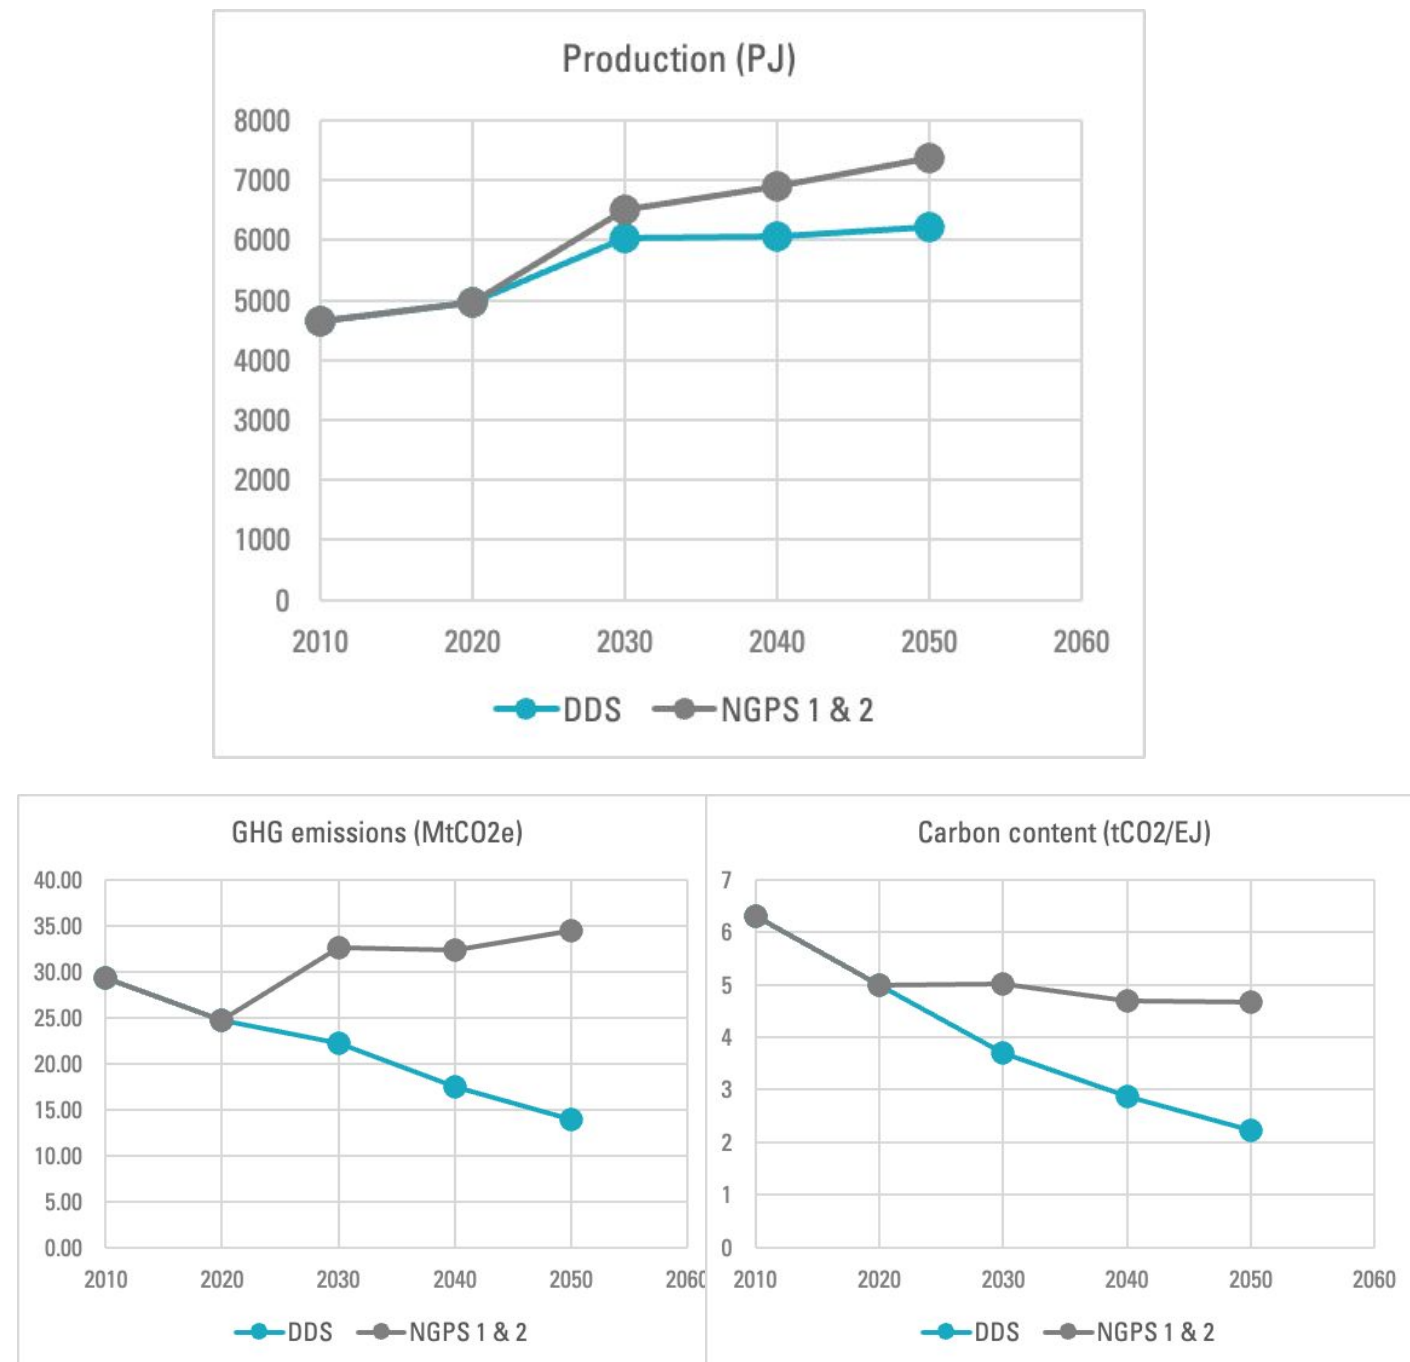 Production (PJ)
8000
7000
6000
5000
4000
3000
2000
1000
0
2010 2020 2030 2040 2050 2060
DDS NGPS 1 & 2
GHG emissions (MtCO2e)
40.00
35.00
30.00
25.00
20.00
15.00
10.00
5.00
0.00
2010 2020 2030 2040 2050 2060
DDS NGPS 1 & 2
Carbon content (tCO2/EJ)
7
6
5
4
3
2
1
0
2010 2020 2030 2040 2050 2060
DDS NGPS 1 & 2